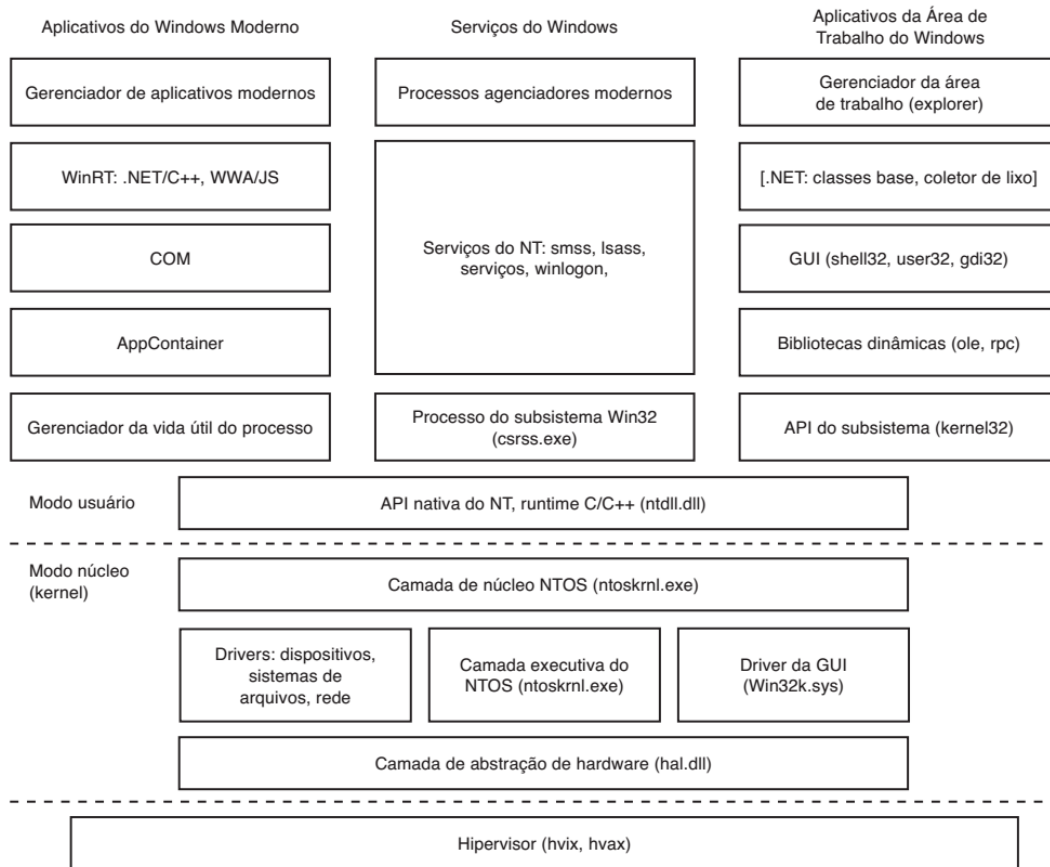 Aplicativos do Windows Moderno
Serviços do Windows
Aplicativos da Área de
Trabalho do Windows
Gerenciador de aplicativos modernos
Processos agenciadores modernos
Gerenciador da área
de trabalho (explorer)
WinRT: .NET/C++, WWA/JS
Serviços do NT: smss, lsass,
serviços, winlogon,
[.NET: classes base, coletor de lixo]
COM
GUI (shell32, user32, gdi32)
AppContainer
Bibliotecas dinâmicas (ole, rpc)
Gerenciador da vida útil do processo
Processo do subsistema Win32
(csrss.exe)
API do subsistema (kernel32)
Modo usuário
API nativa do NT, runtime C/C++ (ntdll.dll)
Modo núcleo
(kernel)
Camada de núcleo NTOS (ntoskrnl.exe)
Drivers: dispositivos,
sistemas de
arquivos, rede
Camada executiva do
NTOS (ntoskrnl.exe)
Driver da GUI
(Win32k.sys)
Camada de abstração de hardware (hal.dll)
Hipervisor (hvix, hvax)